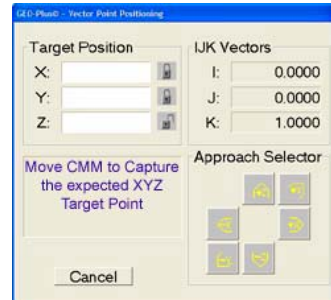 GEO-Plus© - Vector Point Positioning
Target Position
X:
Y:
Z:
IJK Vectors
I: 0.0000
J: 0.0000
K: 1.0000
Move CMM to Capture
the expected XYZ
Target Point
Approach Selector
Cancel